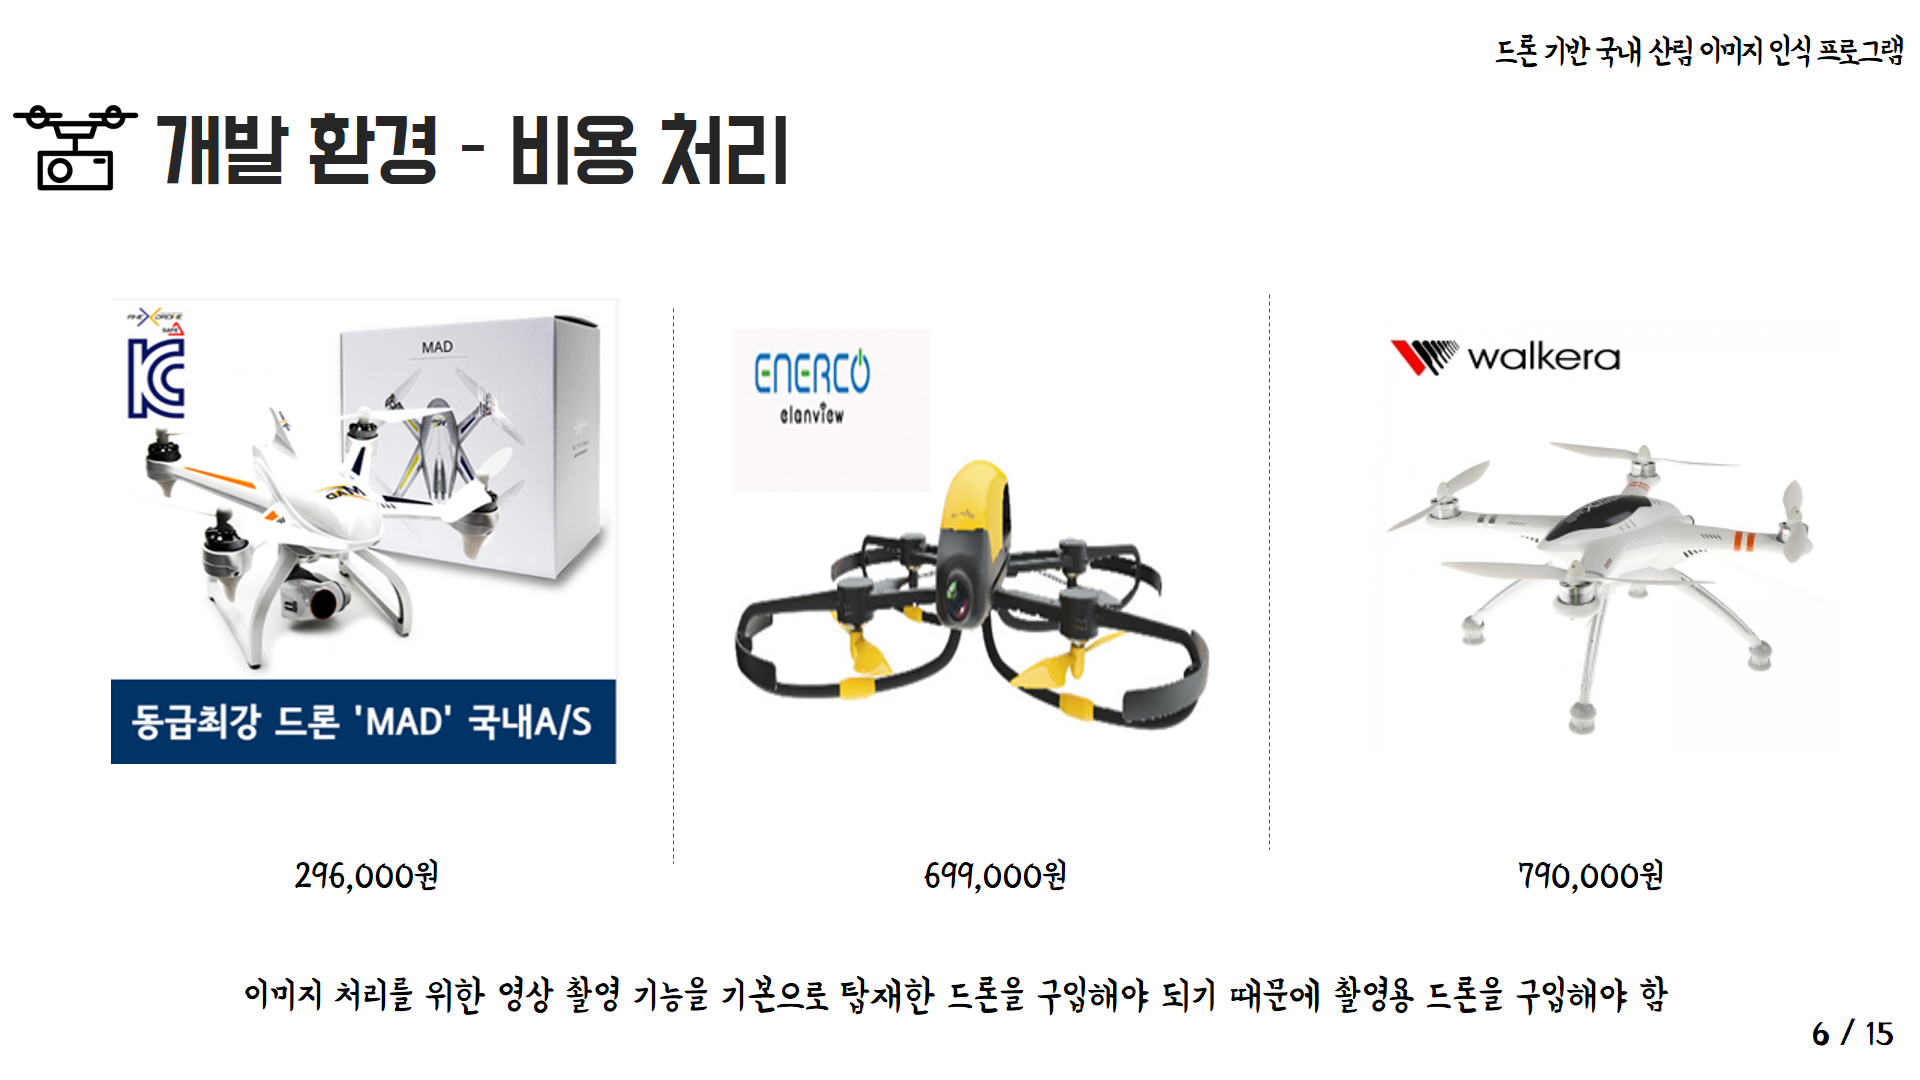 드론 기반 국내 산림 이미지 인식 프로그램
개발 환경 - 비용 처리
SAFE
MAD
MAD
동급최강 드론 'MAD' 국내A/S
ENERCO
elanview
walkera
296,000원
699,000원
790,000원
이미지 처리를 위한 영상 촬영 기능을 기본으로 탑재한 드론을 구입해야 되기 때문에 촬영용 드론을 구입해야 함
6 / 15